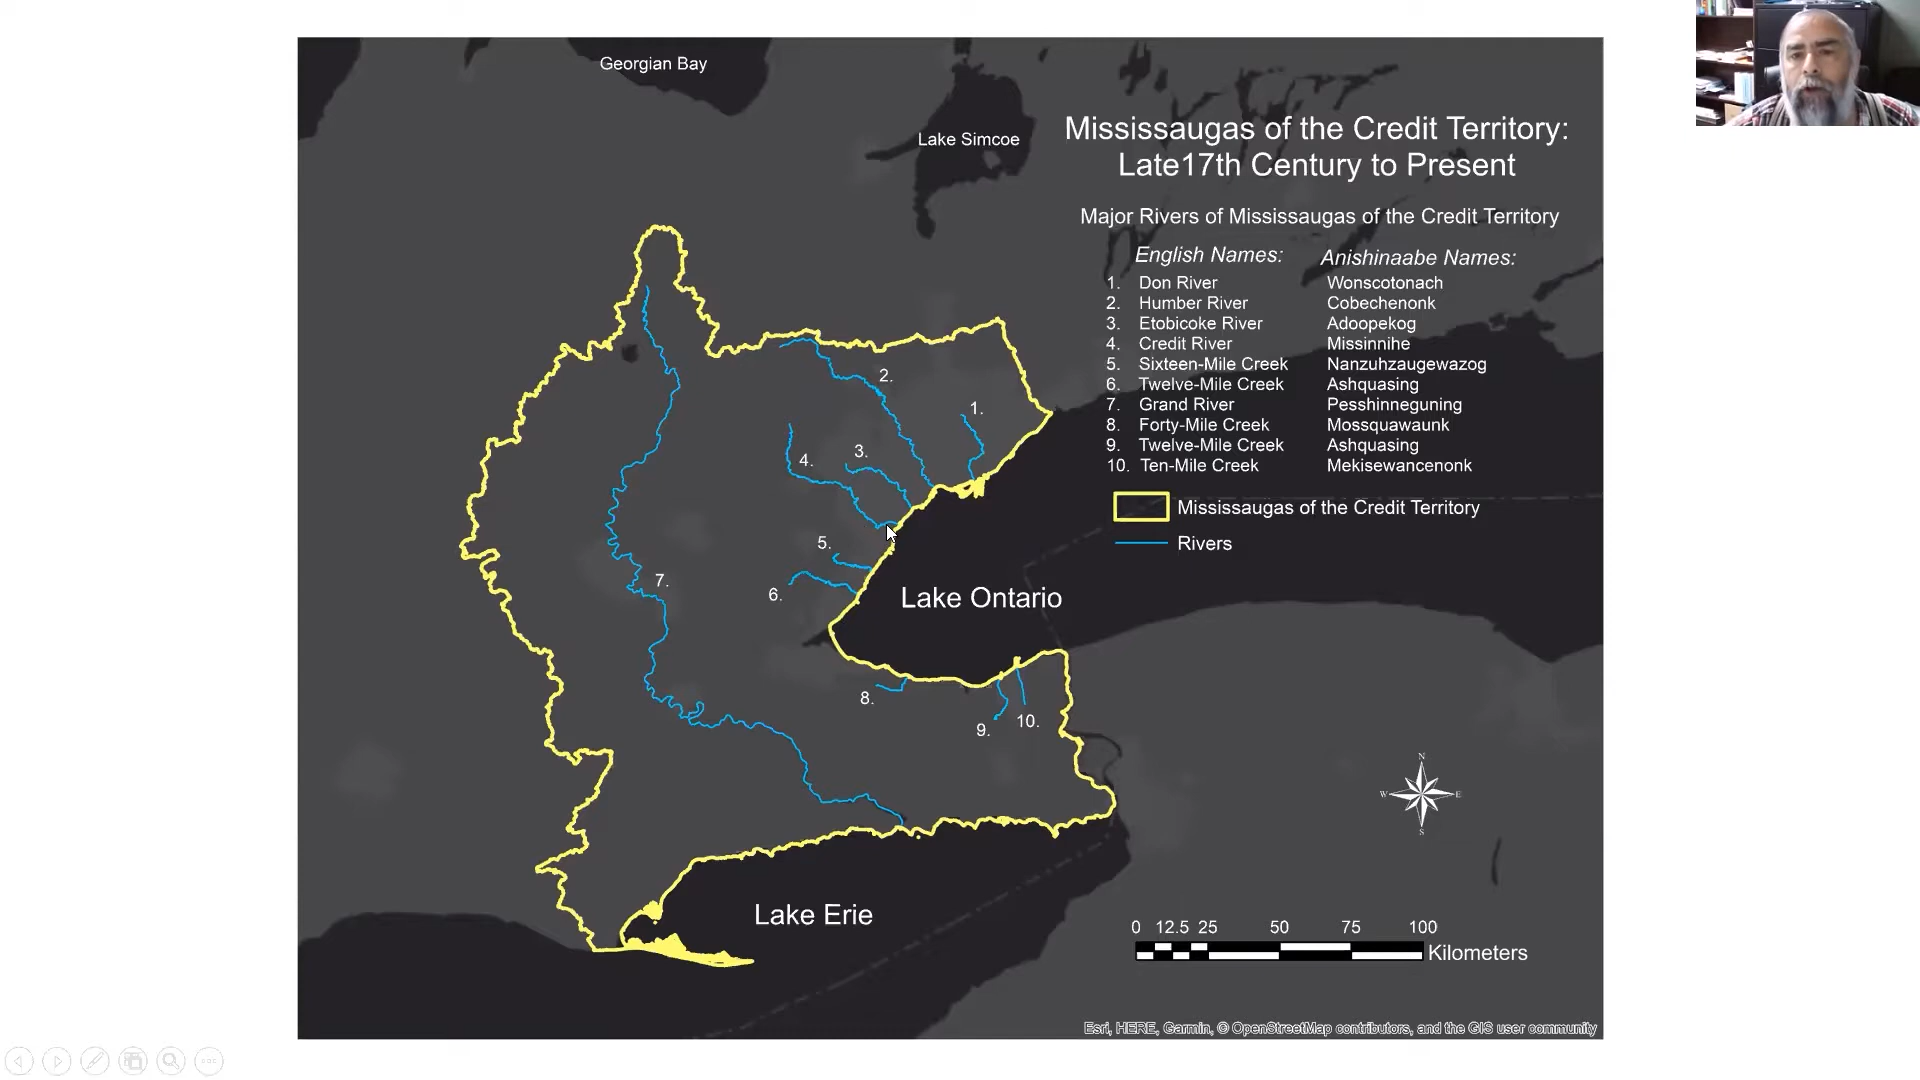 Georgian Bay
Lake Simcoe
Mississaugas of the Credit Territory:
Late17th Century to Present
Major Rivers of Mississaugas of the Credit Territory
English Names: Anishinaabe Names:
1. Don River Wonscotonach
2. Humber River Cobechenonk
3. Etobicoke River Adoopekog
4. Credit River Missinnihe
5. Sixteen-Mile Creek Nanzuhzaugewazog
6. Twelve-Mile Creek Ashquasing
7. Grand River Pesshinneguning
8. Forty-Mile Creek Mossquawaunk
9. Twelve-Mile Creek Ashquasing
10. Ten-Mile Creek Mekisewancenonk
Mississaugas of the Credit Territory
Rivers
2.
1.
3.
4.
5.
6.
7.
Lake Ontario
8.
9.
10.
Lake Erie
N
W E
S
0 12.5 25 50 75 100
Kilometers
Esri, HERE, Garmin, © OpenStreetMap contributors, and the GIS user community